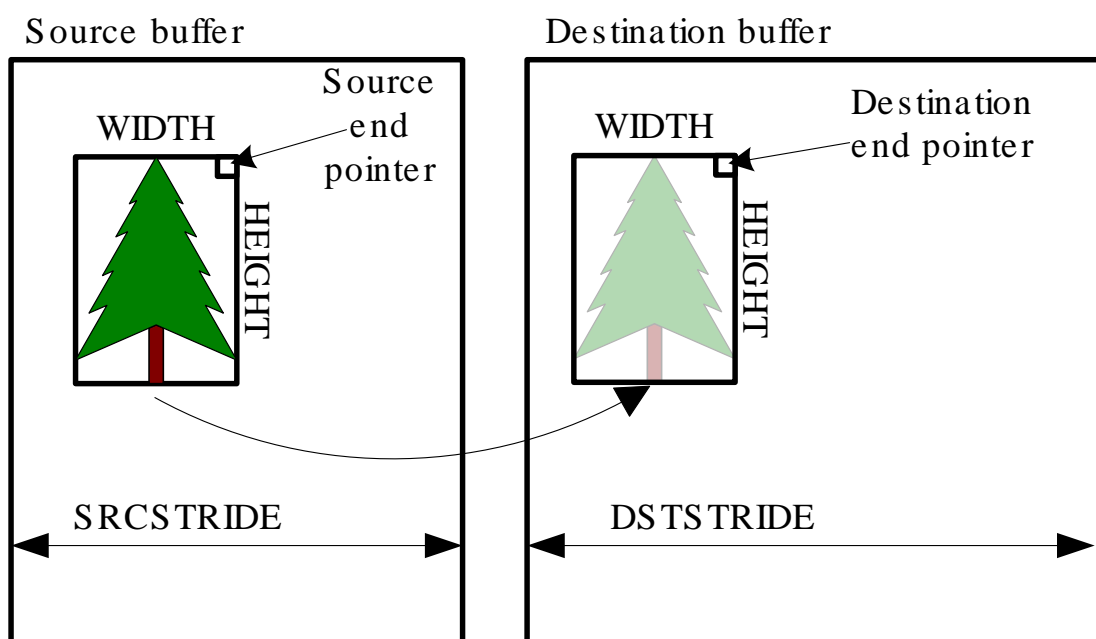 Source buffer
Destination buffer
Source
end
pointer
WIDTH
HEIGHT
Destination
end pointer
WIDTH
HEIGHT
SRCSTRIDE
DSTSTRIDE